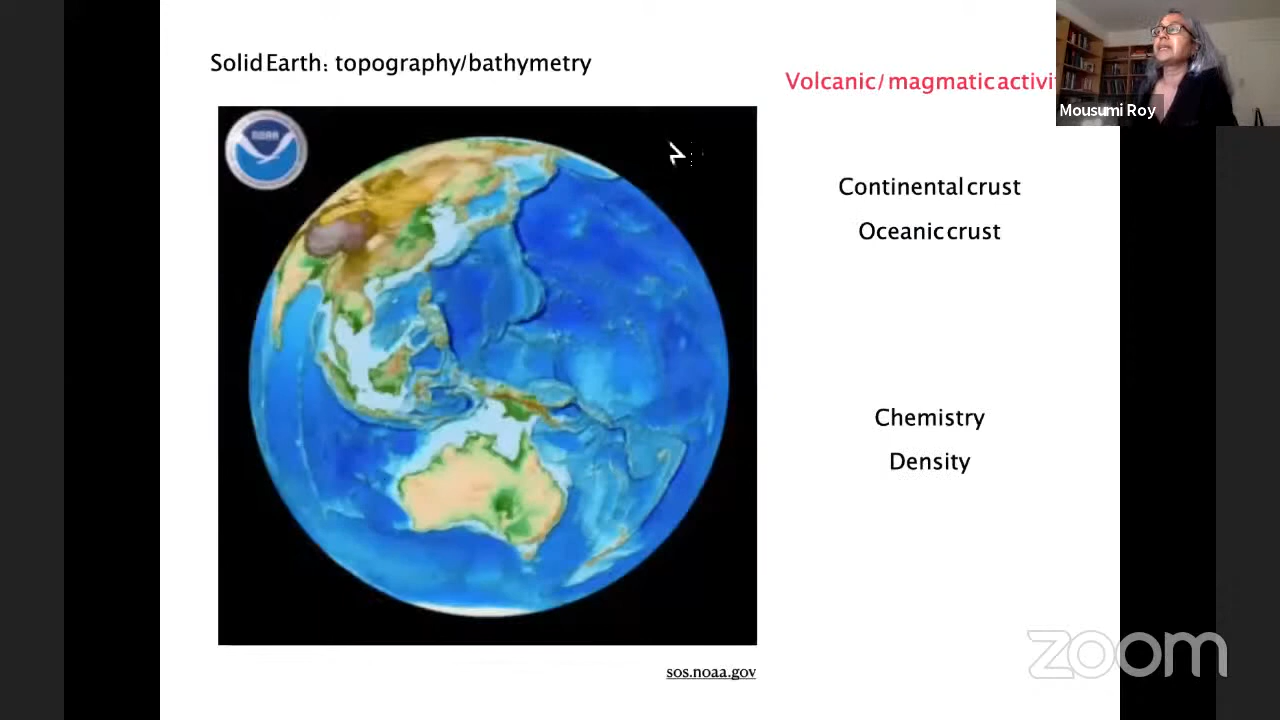 Solid Earth: topography/bathymetry
Volcanic/ magmatic activi
Mousumi Roy
NOAA
Continental crust
Oceanic crust
Chemistry
Density
sos.noaa.gov
zoom